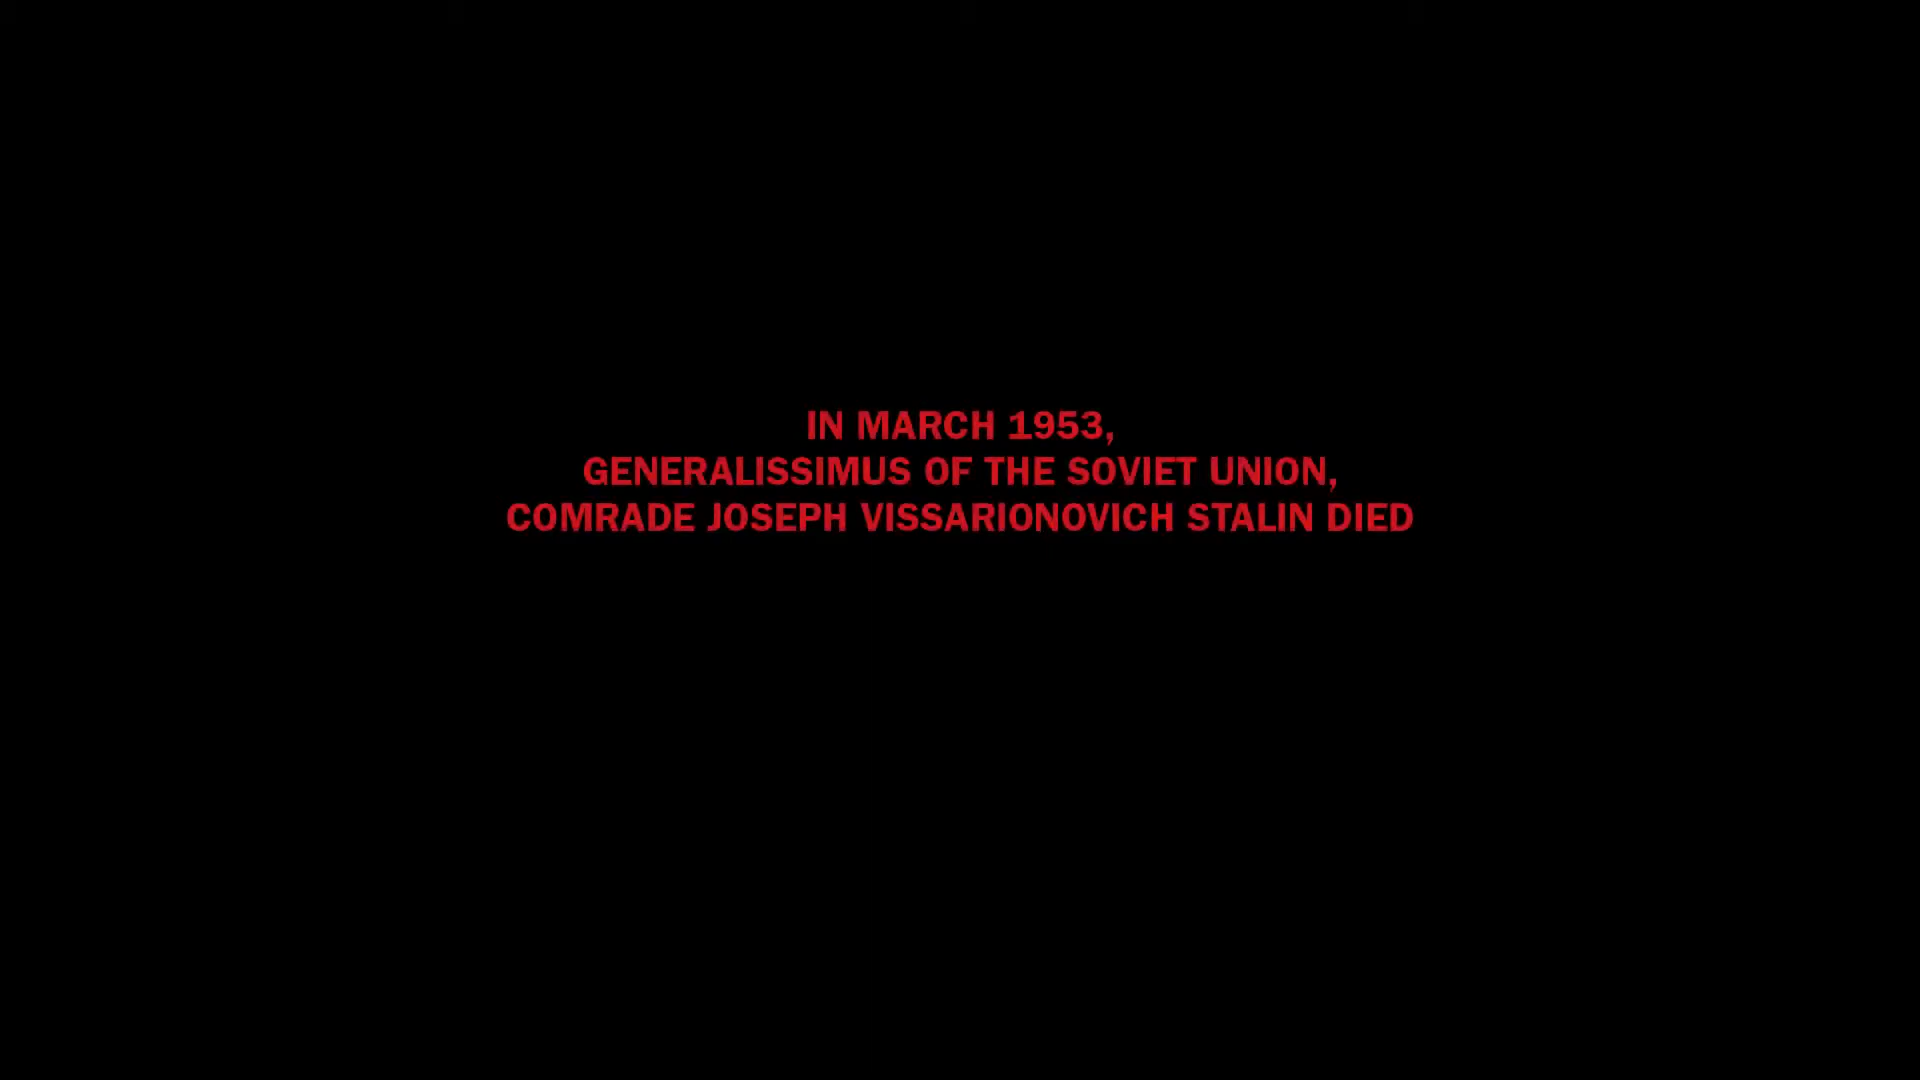 IN MARCH 1953,
GENERALISSIMUS OF THE SOVIET UNION,
COMRADE JOSEPH VISSARIONOVICH STALIN DIED